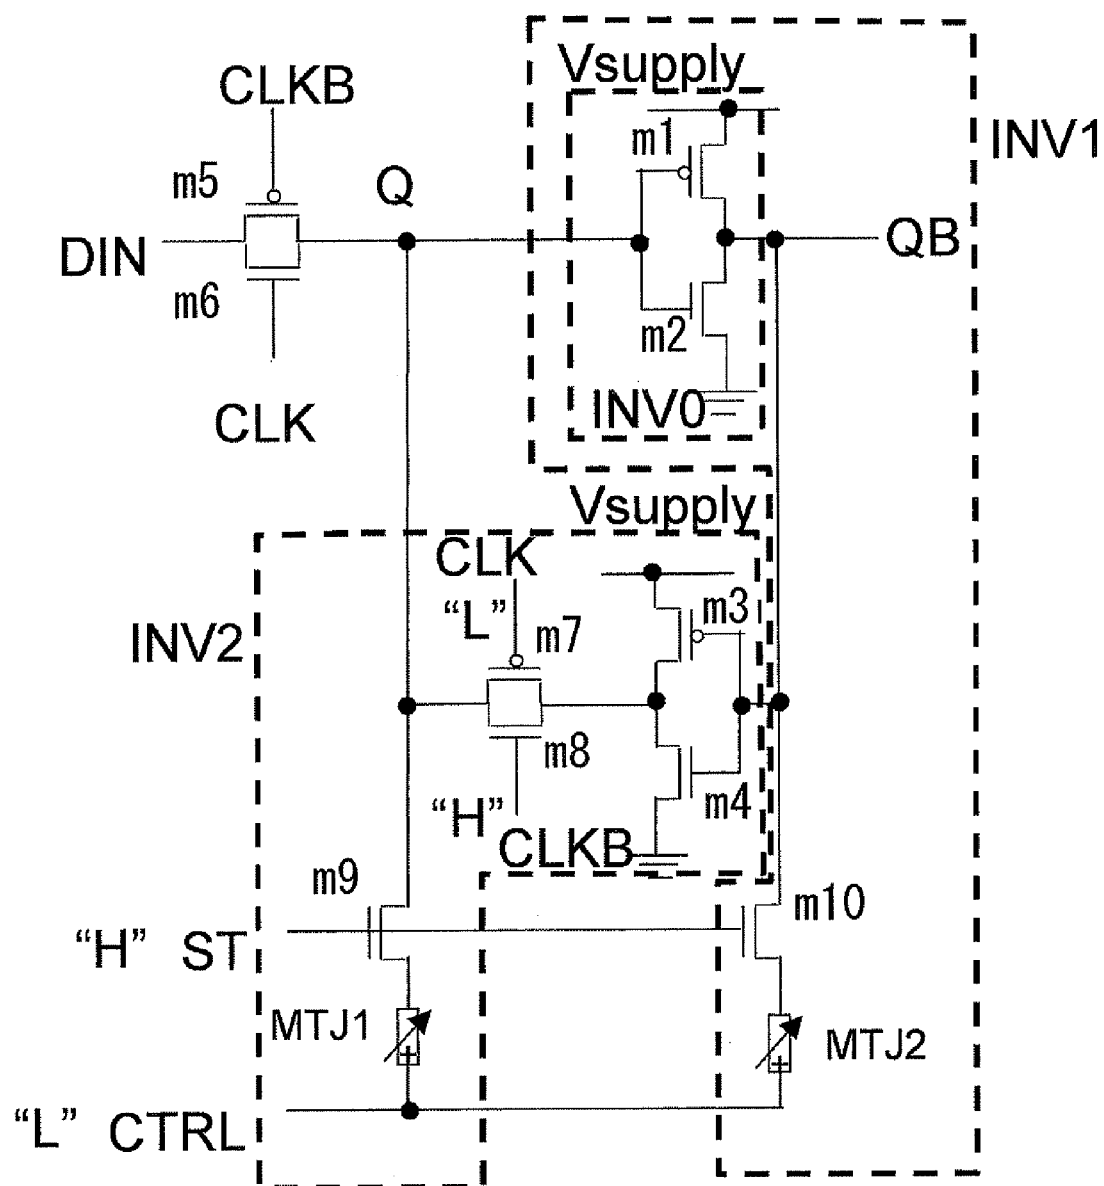 Vsupply
CLKB
m1
INV1
m5
Q
DIN
QB
m6
m2
INV0
CLK
Vsupply
CLK
“L”
m7
m3
INV2
m8
m4
“H”
CLKB
m9
m10
“H” ST
MTJ1
MTJ2
“L” CTRL